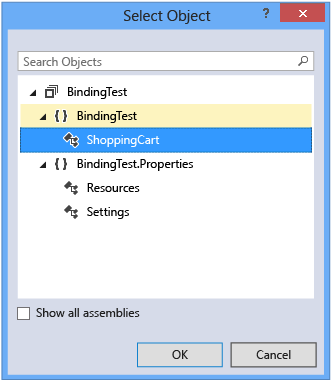 Select Object
?
Search Objects
BindingTest
{ } BindingTest
ShoppingCart
{ } BindingTest.Properties
Resources
Settings
Show all assemblies
OK
Cancel